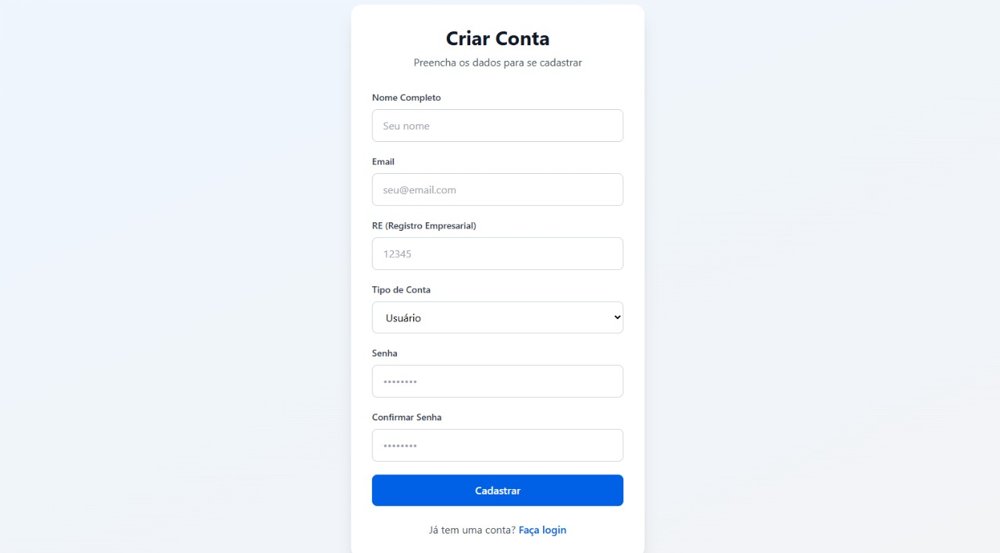 Criar Conta
Preencha os dados para se cadastrar
Nome Completo
Seu nome
Email
seu@email.com
RE (Registro Empresarial)
12345
Tipo de Conta
Usuário
Senha
••••••••
Confirmar Senha
••••••••
Cadastrar
Já tem uma conta? Faça login